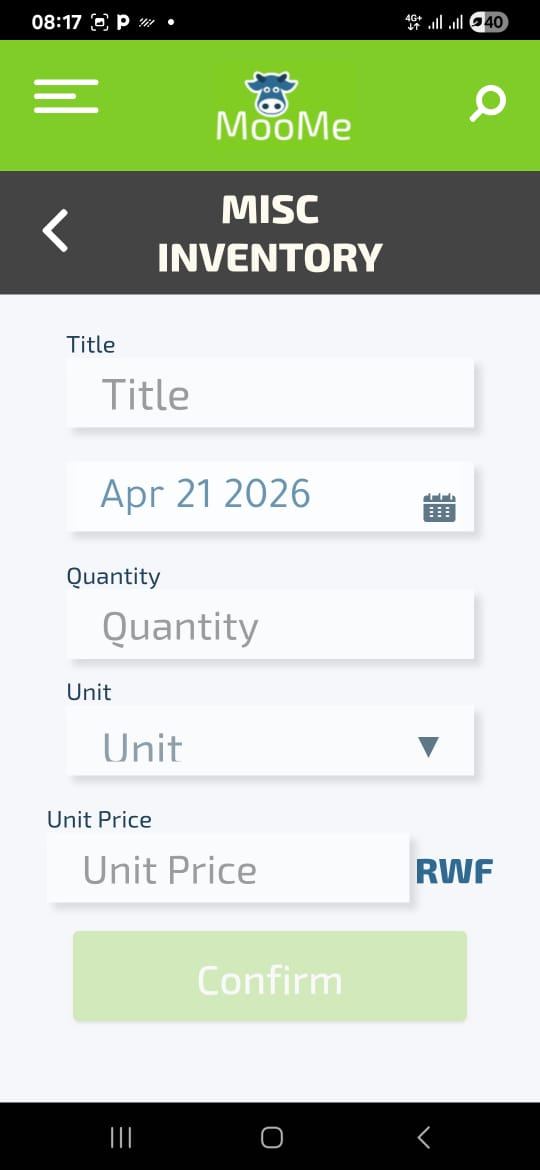 08:17
4G+
40
MooMe
MISC
INVENTORY
Title
Title
Apr 21 2026
Quantity
Quantity
Unit
Unit
Unit Price
Unit Price
RWF
Confirm